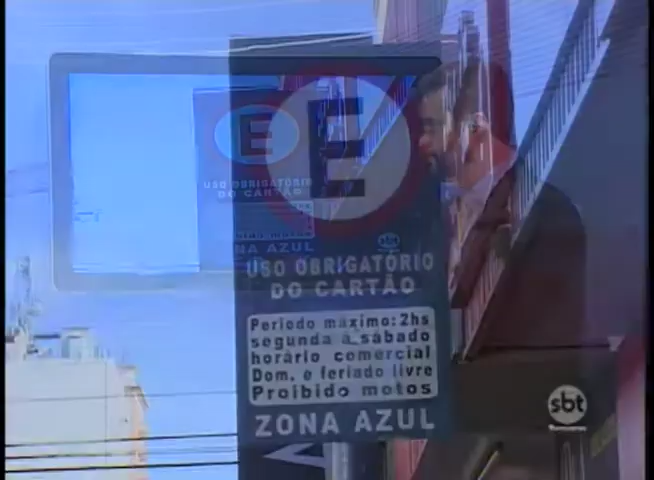 E
E
USO OBRIGATÓRIO
DO CARTÃO
NA AZUL
sbt
USO OBRIGATÓRIO
DO CARTÃO
Período máximo: 2hs
segunda à sábado
horário comercial
Dom. e feriado livre
Proibido motos
ZONA AZUL
sbt